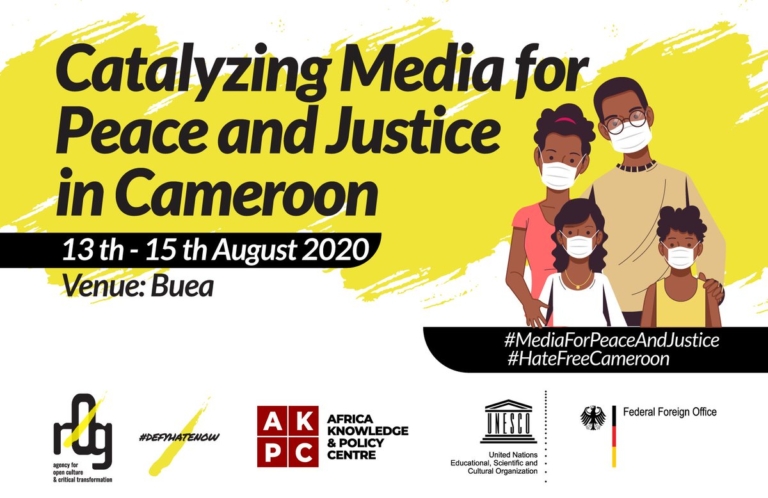 Catalyzing Media for
Peace and Justice
in Cameroon
13 th - 15 th August 2020
Venue: Buea
#MediaForPeaceAndJustice
#HateFreeCameroon
r0g
agency for
open culture
& critical transformation
#DEFYHATENOW
AK
PC
AFRICA
KNOWLEDGE
& POLICY
CENTRE
UNESCO
United Nations
Educational, Scientific and
Cultural Organization
Federal Foreign Office